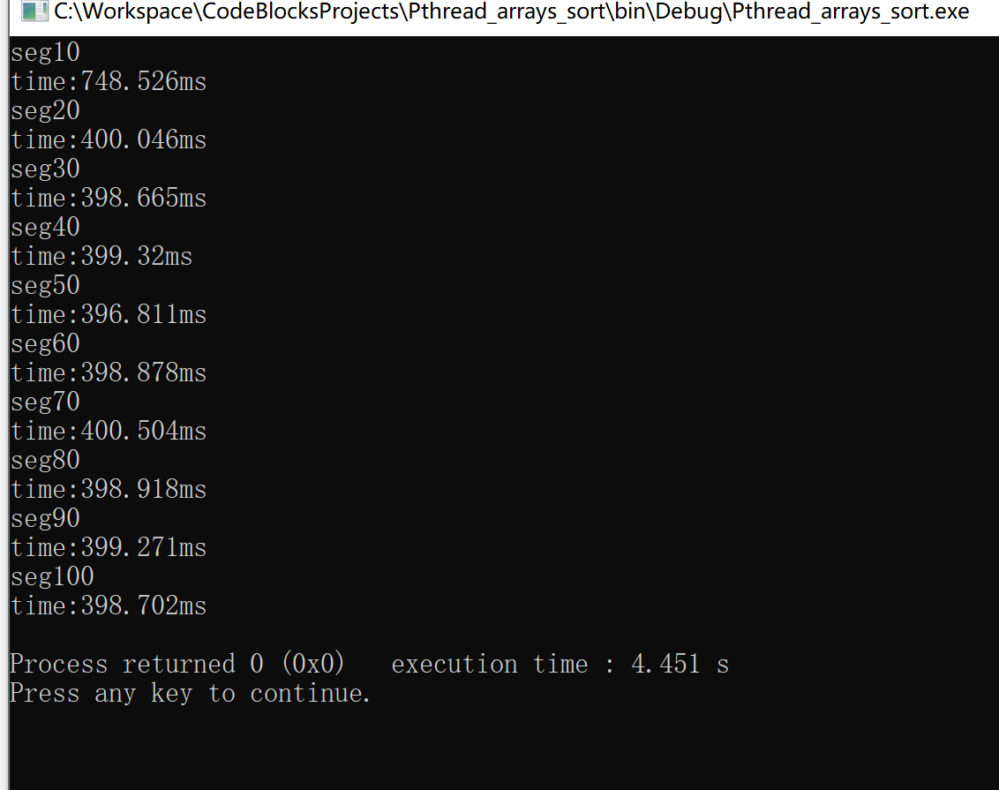 C:\Workspace\CodeBlocksProjects\Pthread_arrays_sort\bin\Debug\Pthread_arrays_sort.exe
seg10
time:748.526ms
seg20
time:400.046ms
seg30
time:398.665ms
seg40
time:399.32ms
seg50
time:396.811ms
seg60
time:398.878ms
seg70
time:400.504ms
seg80
time:398.918ms
seg90
time:399.271ms
seg100
time:398.702ms
Process returned 0 (0x0)   execution time : 4.451 s
Press any key to continue.